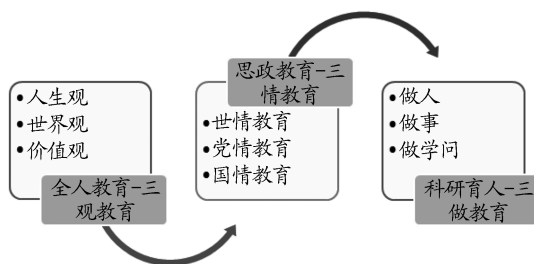 • 人生观
• 世界观
• 价值观
全人教育-三
观教育
思政教育-三
情教育
• 世情教育
• 党情教育
• 国情教育
• 做人
• 做事
• 做学问
科研育人-三
做教育